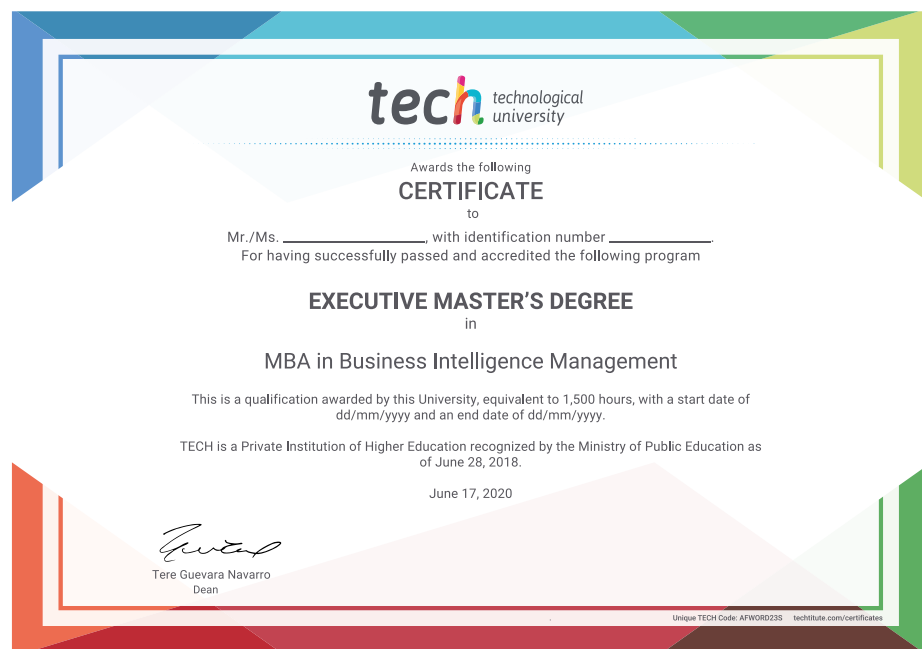 tech technological
university
Awards the following
CERTIFICATE
to
Mr./Ms. ____________, with identification number ____________.
For having successfully passed and accredited the following program
EXECUTIVE MASTER'S DEGREE
in
MBA in Business Intelligence Management
This is a qualification awarded by this University, equivalent to 1,500 hours, with a start date of
dd/mm/yyyy and an end date of dd/mm/yyyy.
TECH is a Private Institution of Higher Education recognized by the Ministry of Public Education as
of June 28, 2018.
June 17, 2020
Tere Guevara Navarro
Dean
Unique TECH Code: AFWORD23S techtitute.com/certificates